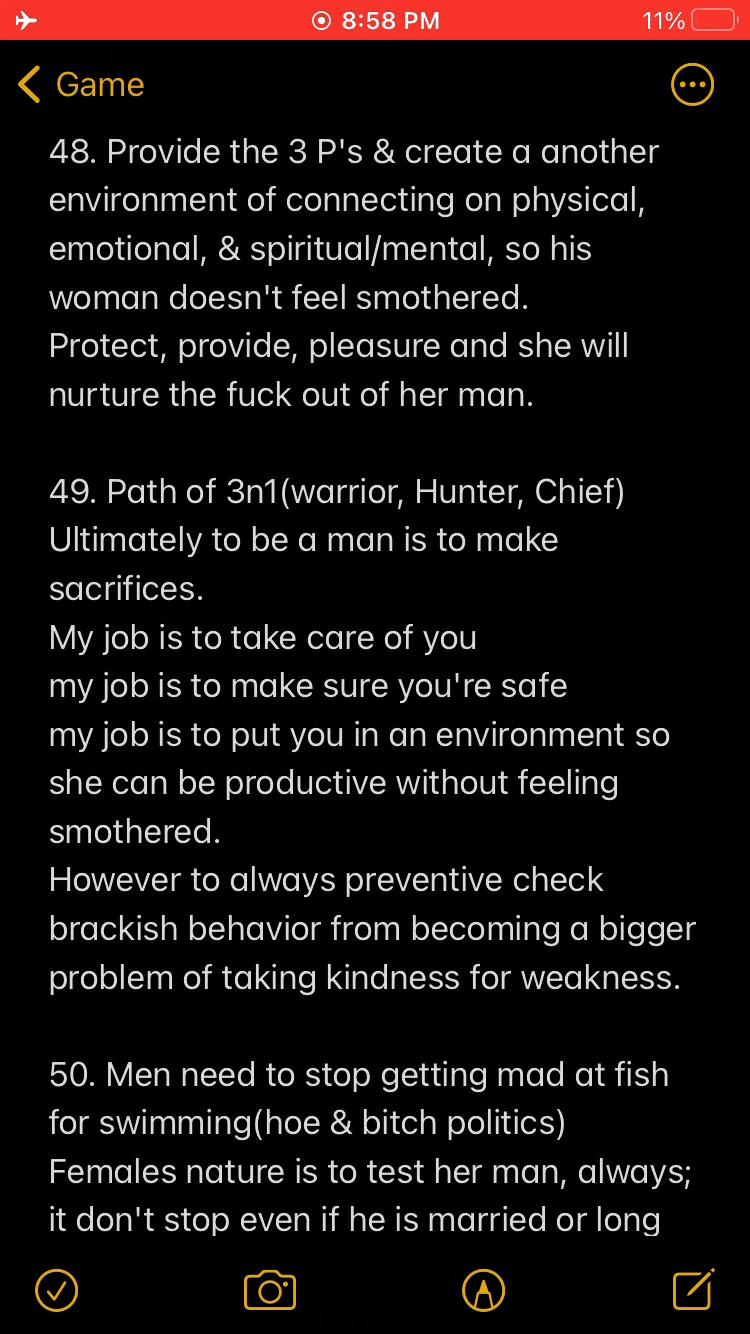 8:58 PM
11%
Game
48. Provide the 3 P's & create a another
environment of connecting on physical,
emotional, & spiritual/mental, so his
woman doesn't feel smothered.
Protect, provide, pleasure and she will
nurture the fuck out of her man.
49. Path of 3n1(warrior, Hunter, Chief)
Ultimately to be a man is to make
sacrifices.
My job is to take care of you
my job is to make sure you're safe
my job is to put you in an environment so
she can be productive without feeling
smothered.
However to always preventive check
brackish behavior from becoming a bigger
problem of taking kindness for weakness.
50. Men need to stop getting mad at fish
for swimming(hoe & bitch politics)
Females nature is to test her man, always;
it don't stop even if he is married or long